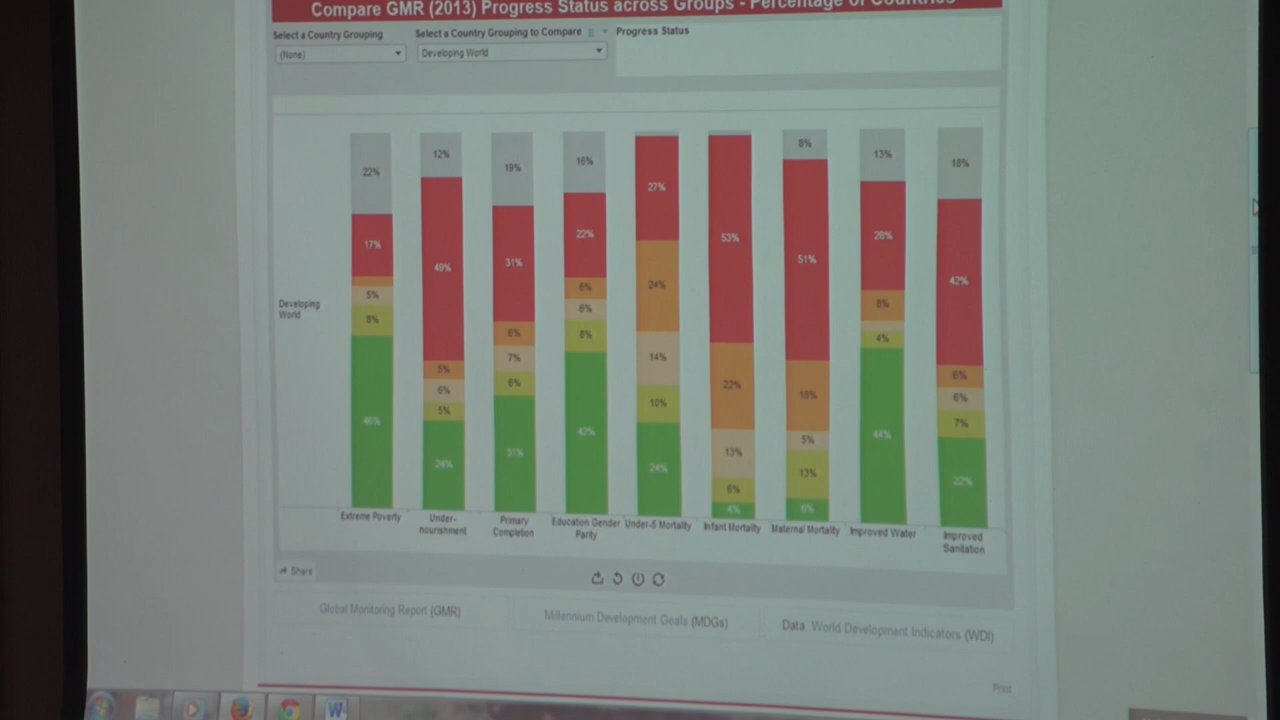 Compare GMR (2013) Progress Status across Groups - Percentage of Countries
Select a Country Grouping
Select a Country Grouping to Compare
Progress Status
(None)
Developing World
22%
12%
19%
16%
27%
53%
8%
13%
18%
17%
49%
31%
22%
24%
22%
51%
28%
42%
5%
5%
6%
6%
14%
13%
18%
8%
6%
8%
6%
7%
6%
10%
6%
5%
4%
6%
46%
5%
6%
8%
24%
4%
13%
44%
7%
24%
31%
42%
6%
22%
Developing
World
Extreme Poverty
Under-
nourishment
Primary
Completion
Education Gender
Parity
Under-5 Mortality
Infant Mortality
Maternal Mortality
Improved Water
Improved
Sanitation
Share
Global Monitoring Report (GMR)
Millennium Development Goals (MDGs)
Data: World Development Indicators (WDI)
Print